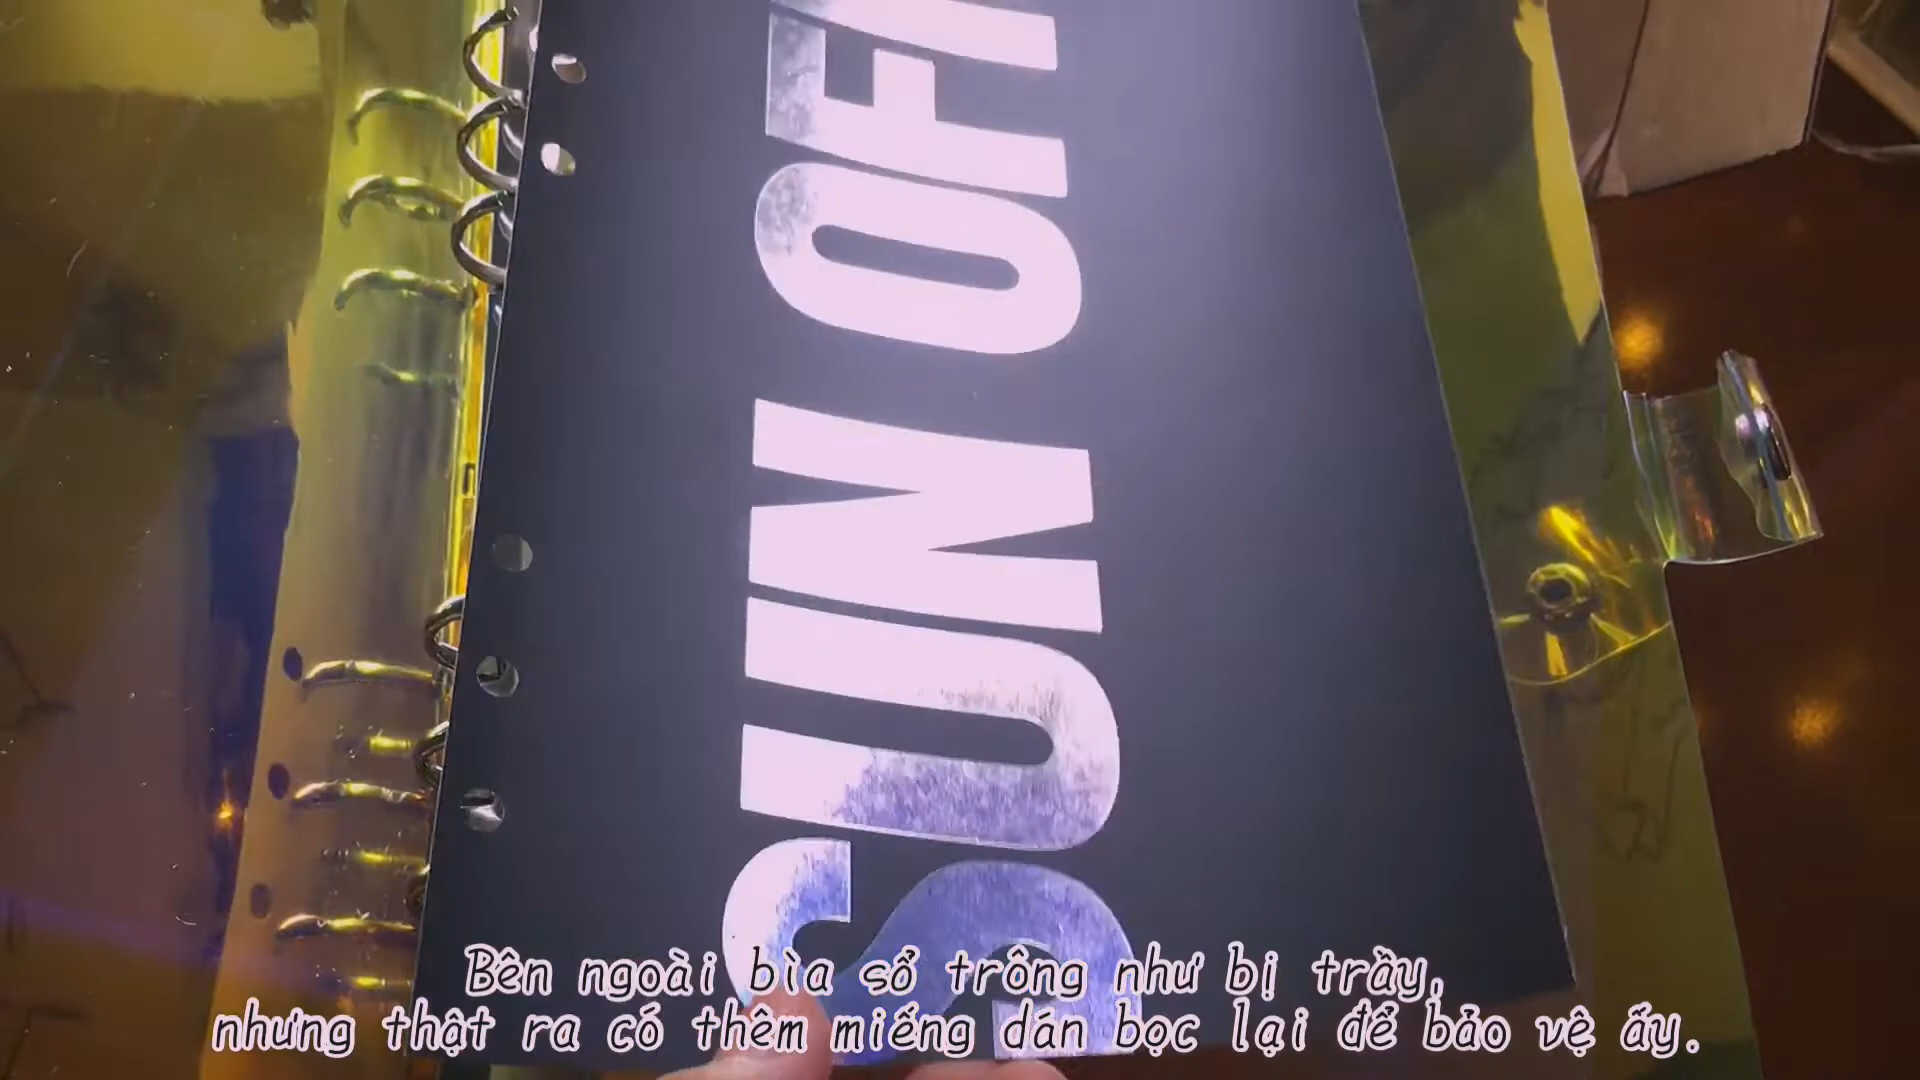 SUN OF
Bên ngoài bìa sổ trông như bị trầy,
nhưng thật ra có thêm miếng dán bọc lại để bảo vệ ấy.